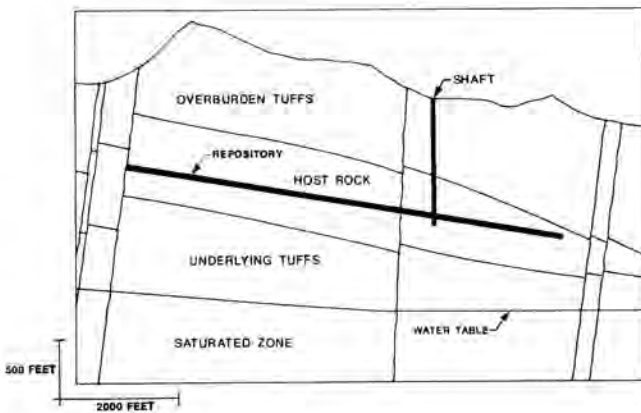 SHAFT
OVERBURDEN TUFFS
REPOSITORY
HOST ROCK
UNDERLYING TUFFS
WATER TABLE
SATURATED ZONE
500 FEET
2000 FEET